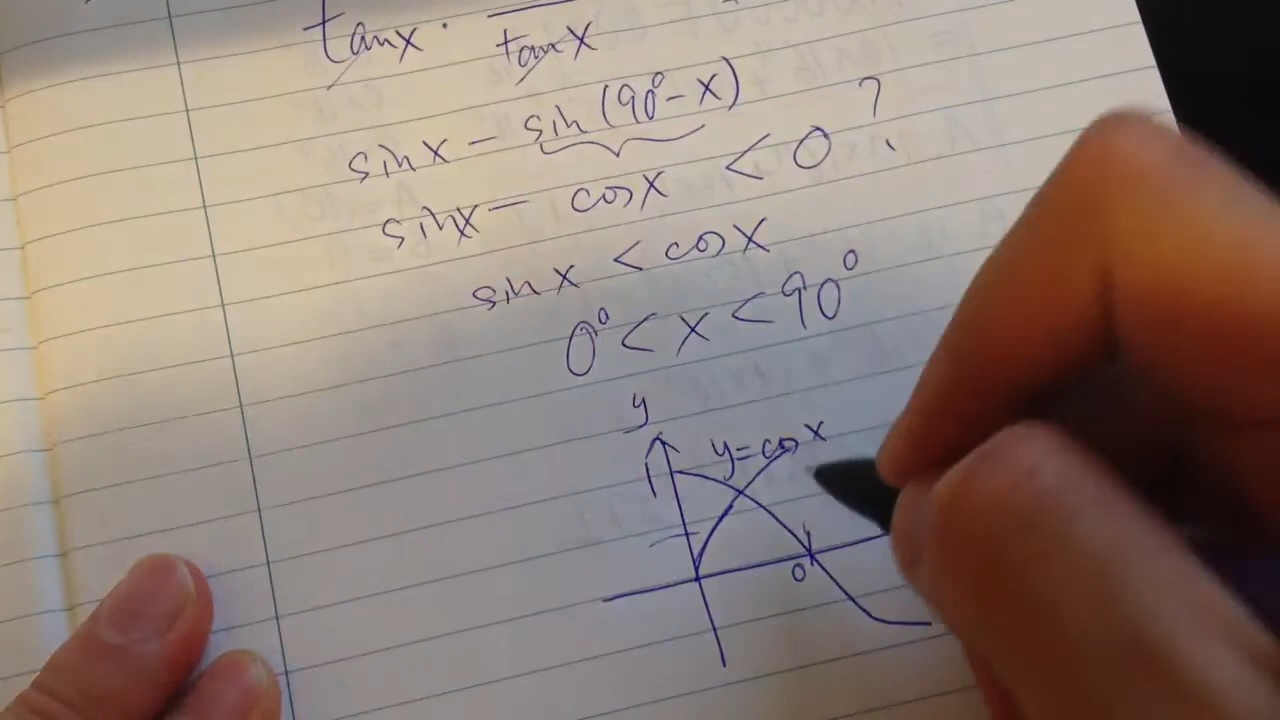 tanx · ― tanx
sinx − sin (90° − x)
sinx − cosx < 0 ?
sinx < cosx
0° < x < 90°
y
y=cosx
1
0